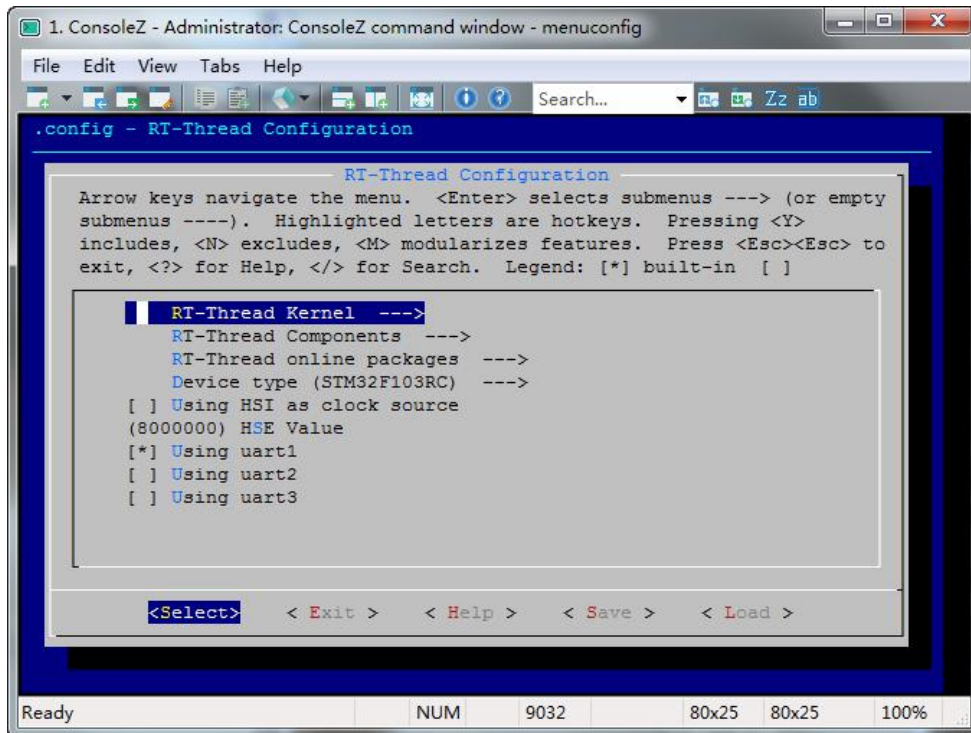 1. ConsoleZ - Administrator: ConsoleZ command window - menuconfig
File Edit View Tabs Help
Search... Zz ab
.config - RT-Thread Configuration
RT-Thread Configuration
Arrow keys navigate the menu. <Enter> selects submenus ---> (or empty
submenus ----). Highlighted letters are hotkeys. Pressing <Y>
includes, <N> excludes, <M> modularizes features. Press <Esc><Esc> to
exit, <?> for Help, </> for Search. Legend: [*] built-in [ ]
RT-Thread Kernel --->
RT-Thread Components --->
RT-Thread online packages --->
Device type (STM32F103RC) --->
[ ] Using HSI as clock source
(8000000) HSE Value
[*] Using uart1
[ ] Using uart2
[ ] Using uart3
<Select> < Exit > < Help > < Save > < Load >
Ready NUM 9032 80x25 80x25 100%